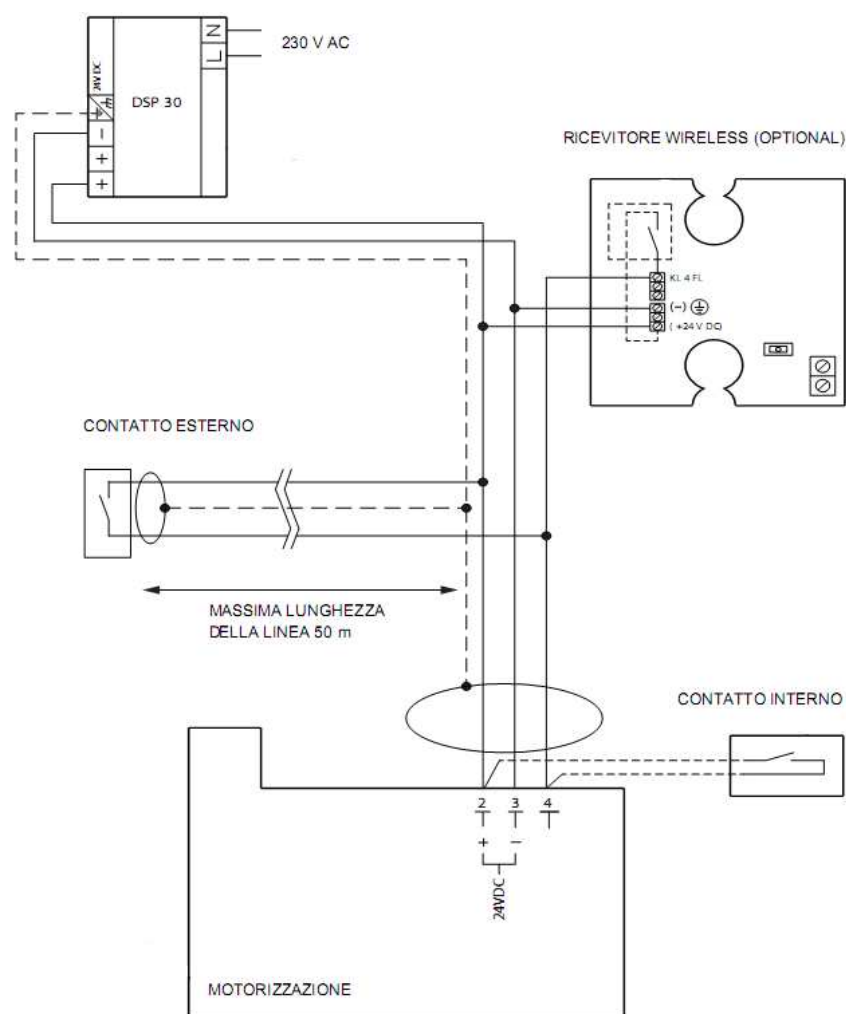 N
L
230 V AC
24V DC
DSP 30
−
+
+
RICEVITORE WIRELESS (OPTIONAL)
KL 4 FL
(−)
( +24 V DC)
CONTATTO ESTERNO
MASSIMA LUNGHEZZA
DELLA LINEA 50 m
CONTATTO INTERNO
2 3 4
+ −
24VDC
MOTORIZZAZIONE